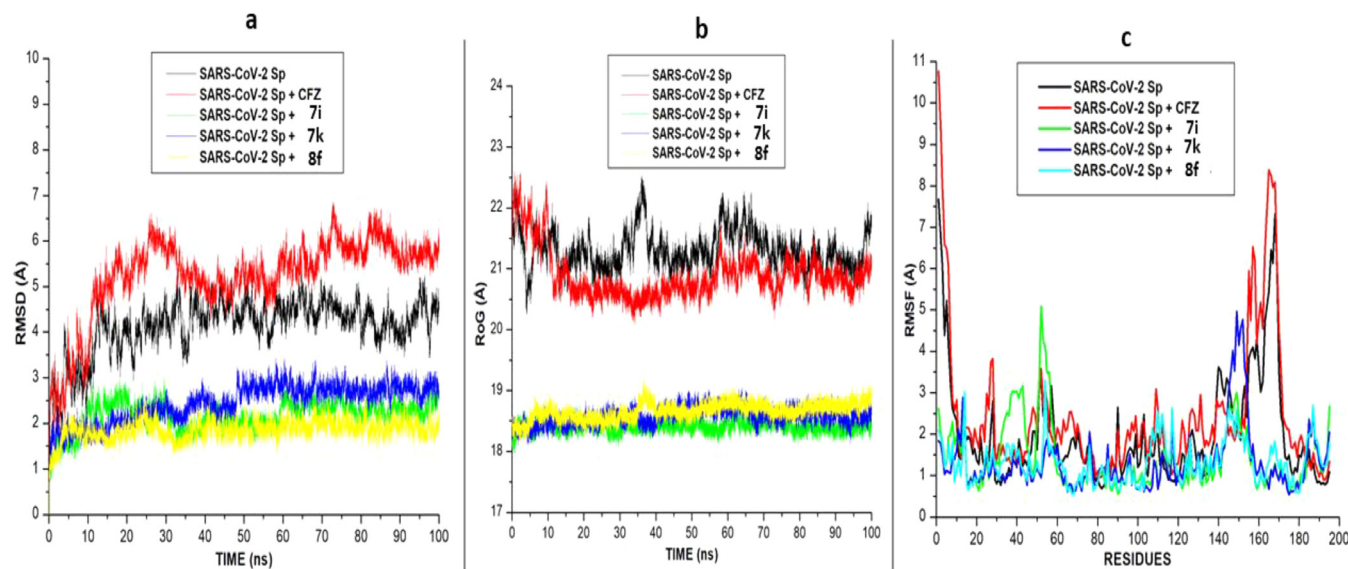 a
10
9
8
7
6
5
4
3
2
1
0
RMSD (Å)
SARS-CoV-2 Sp
SARS-CoV-2 Sp + CFZ
SARS-CoV-2 Sp + 7i
SARS-CoV-2 Sp + 7k
SARS-CoV-2 Sp + 8f
0 10 20 30 40 50 60 70 80 90 100
TIME (ns)
b
24
23
22
21
20
19
18
17
RoG (Å)
SARS-CoV-2 Sp
SARS-CoV-2 Sp + CFZ
SARS-CoV-2 Sp + 7i
SARS-CoV-2 Sp + 7k
SARS-CoV-2 Sp + 8f
0 10 20 30 40 50 60 70 80 90 100
TIME (ns)
c
11
10
9
8
7
6
5
4
3
2
1
0
RMSF (Å)
SARS-CoV-2 Sp
SARS-CoV-2 Sp + CFZ
SARS-CoV-2 Sp + 7i
SARS-CoV-2 Sp + 7k
SARS-CoV-2 Sp + 8f
0 20 40 60 80 100 120 140 160 180 200
RESIDUES